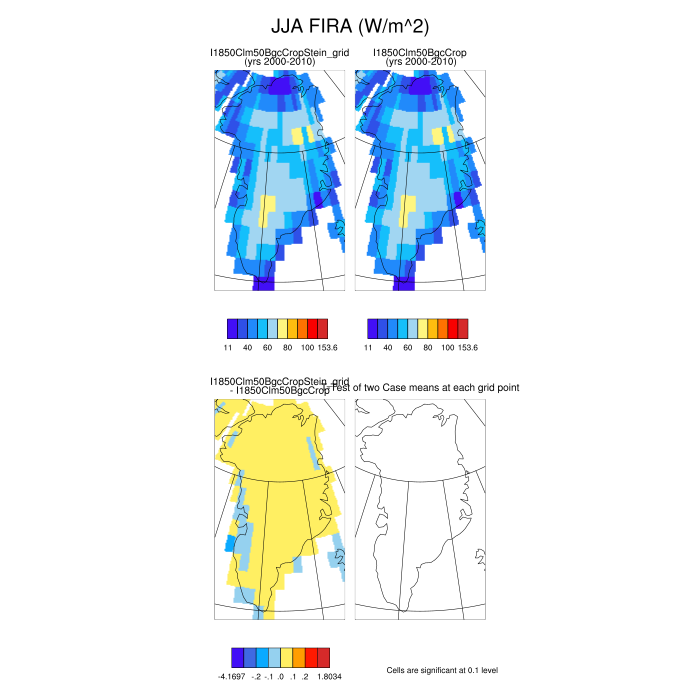 JJA FIRA (W/m^2)
I1850Clm50BgcCropStein_grid
(yrs 2000-2010)
I1850Clm50BgcCrop
(yrs 2000-2010)
11 40 60 80 100 153.6
11 40 60 80 100 153.6
I1850Clm50BgcCropStein_grid
- I1850Clm50BgcCrop
T-Test of two Case means at each grid point
-4.1697 -.2 -.1 .0 .1 .2 1.8034
Cells are significant at 0.1 level